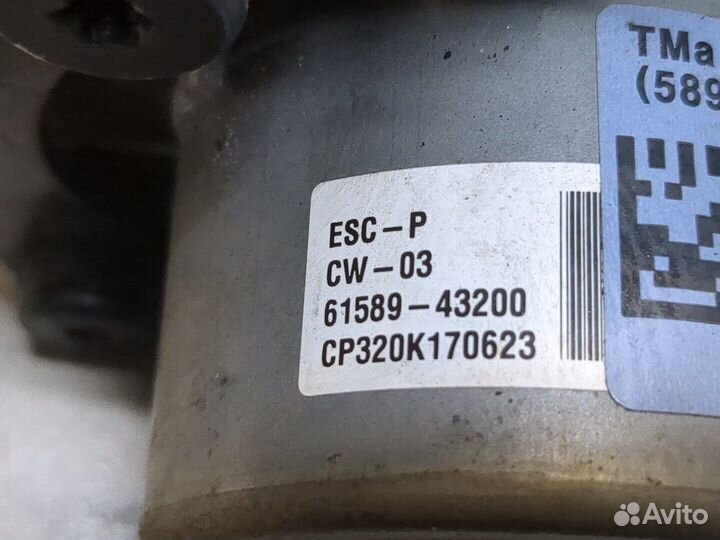 TMa
(589
ESC-P
CW-03
61589-43200
CP320K170623
Avito